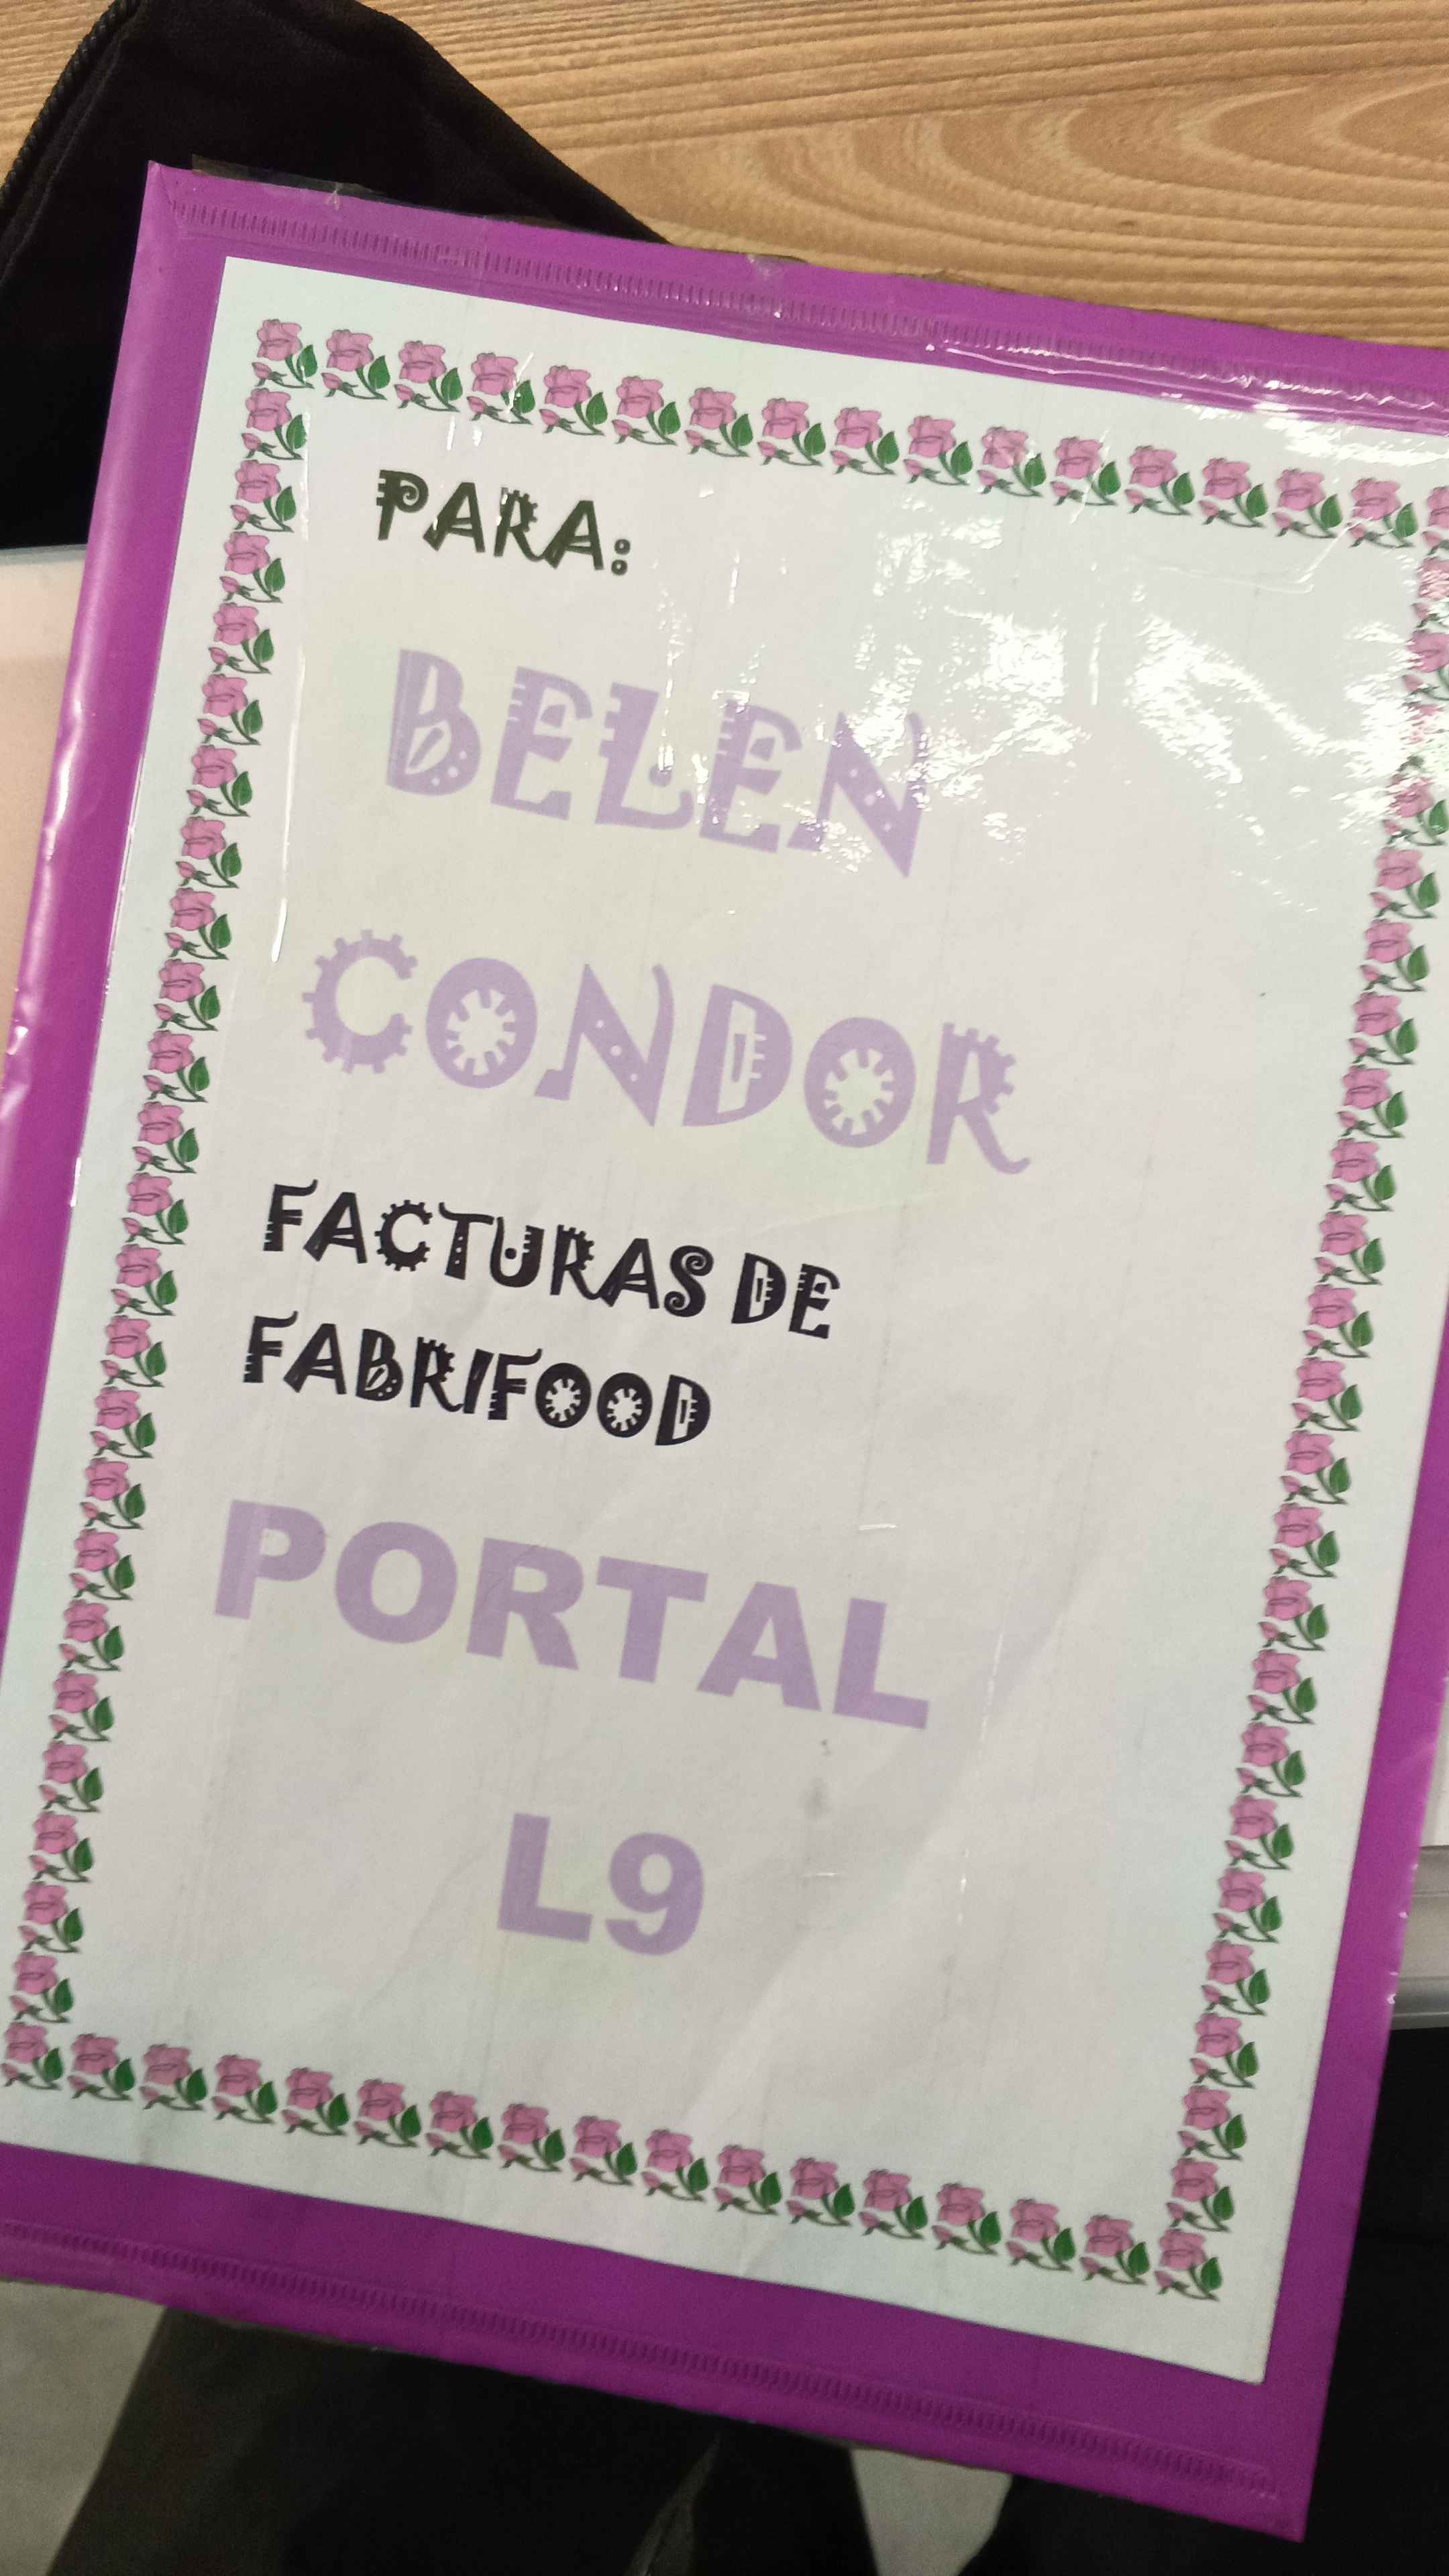 PARA:
BELEN
CONDOR
FACTURAS DE
FABRIFOOD
PORTAL
L9